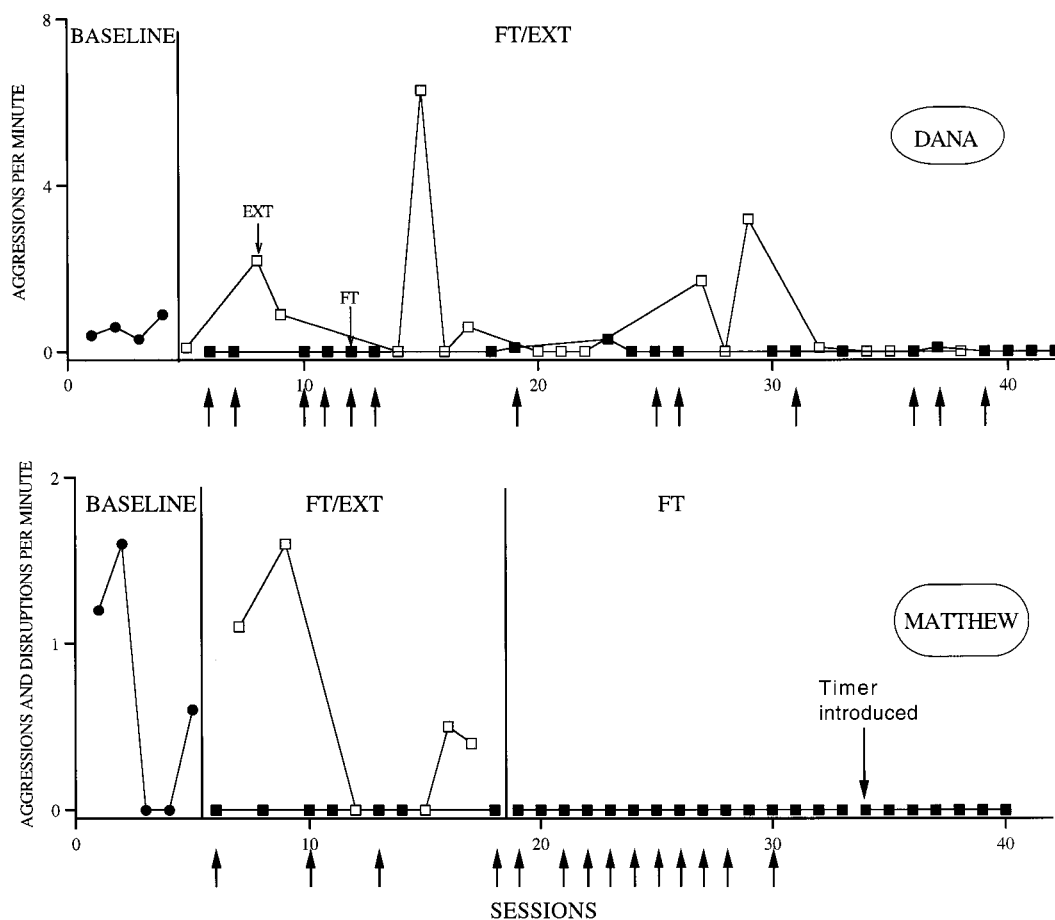 8
BASELINE
FT/EXT
AGGRESSIONS PER MINUTE
DANA
4
EXT
FT
0
0
10
20
30
40
2
BASELINE
FT/EXT
FT
AGGRESSIONS AND DISRUPTIONS PER MINUTE
MATTHEW
1
Timer
introduced
0
0
10
20
30
40
SESSIONS